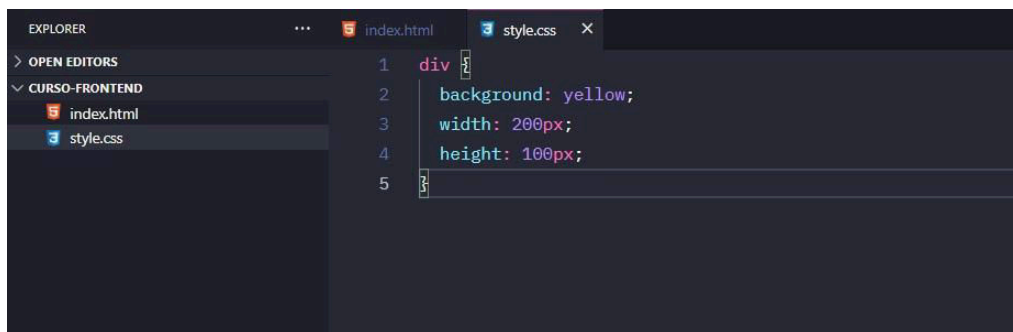 EXPLORER
OPEN EDITORS
CURSO-FRONTEND
index.html
style.css
index.html
style.css
1 div {
2 background: yellow;
3 width: 200px;
4 height: 100px;
5 }